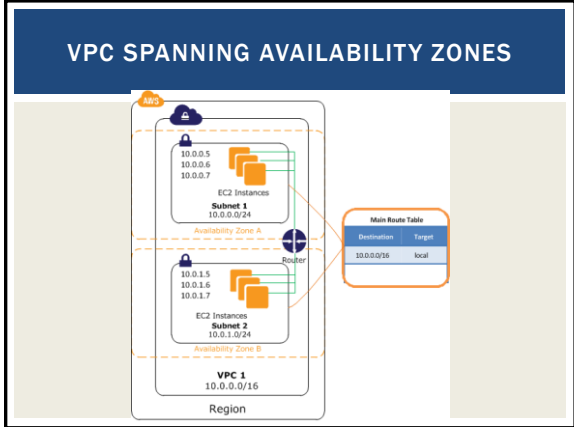 VPC SPANNING AVAILABILITY ZONES
AWS
10.0.0.5
10.0.0.6
10.0.0.7
EC2 Instances
Subnet 1
10.0.0.0/24
Availability Zone A
Router
Main Route Table
Destination Target
10.0.0.0/16 local
10.0.1.5
10.0.1.6
10.0.1.7
EC2 Instances
Subnet 2
10.0.1.0/24
Availability Zone B
VPC 1
10.0.0.0/16
Region